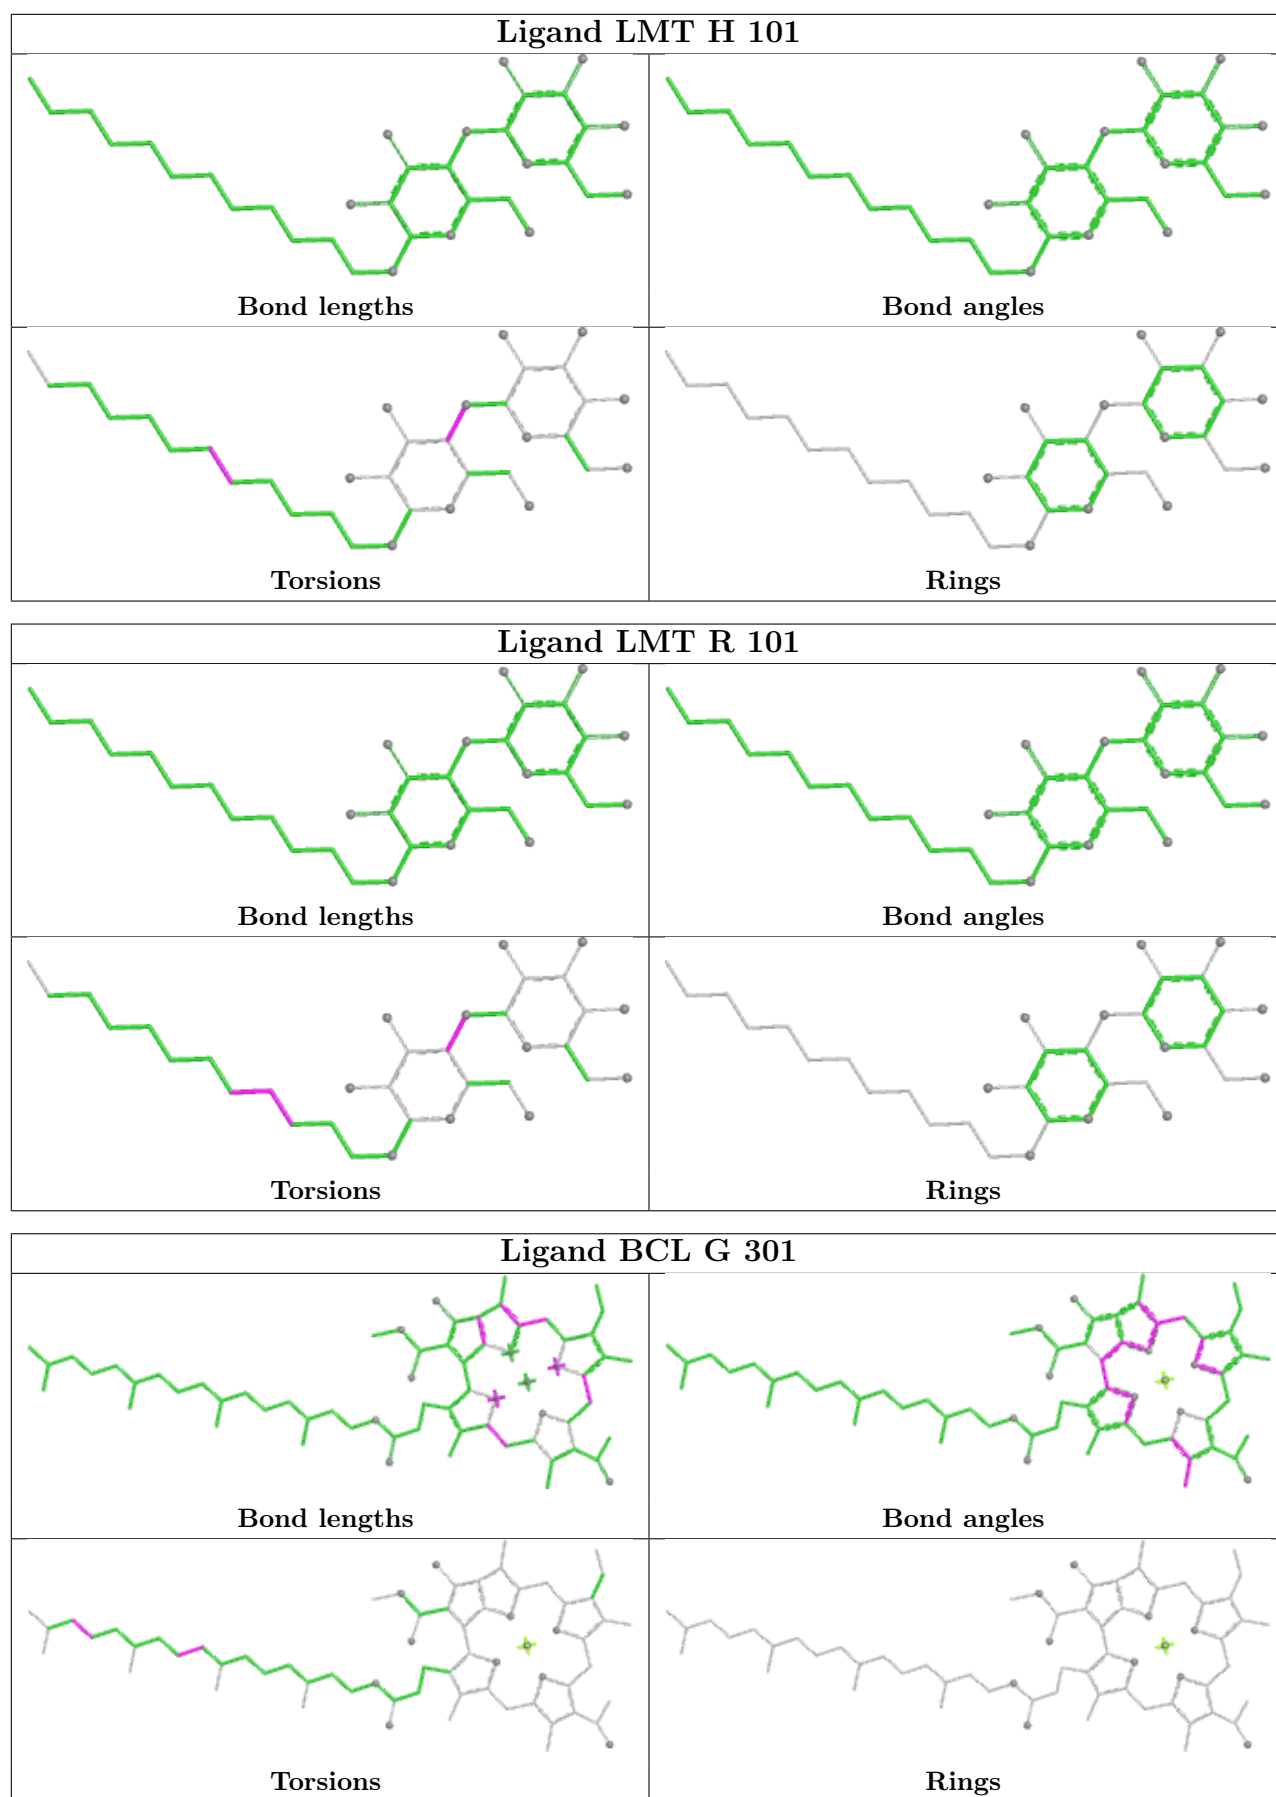 Ligand LMT H 101
Bond lengths
Bond angles
Torsions
Rings
Ligand LMT R 101
Bond lengths
Bond angles
Torsions
Rings
Ligand BCL G 301
Bond lengths
Bond angles
Torsions
Rings